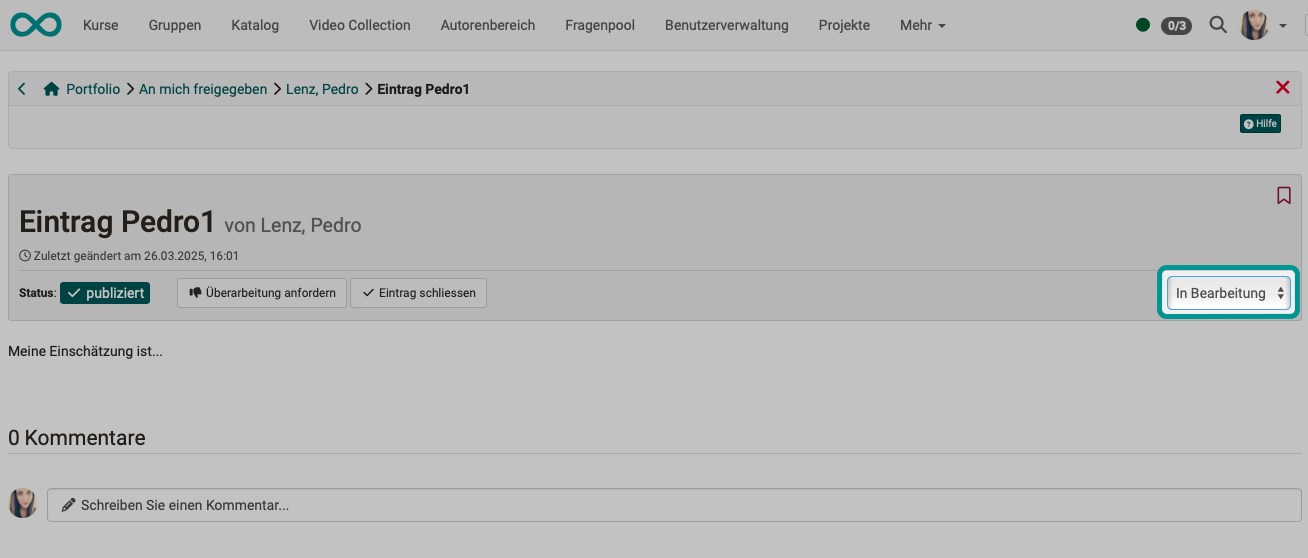 Kurse Gruppen Katalog Video Collection Autorenbereich Fragenpool Benutzerverwaltung Projekte Mehr 0/3
Portfolio An mich freigegeben Lenz, Pedro Eintrag Pedro1
Hilfe
Eintrag Pedro1 von Lenz, Pedro
Zuletzt geändert am 26.03.2025, 16:01
Status: publiziert Überarbeitung anfordern Eintrag schliessen In Bearbeitung
Meine Einschätzung ist...
0 Kommentare
Schreiben Sie einen Kommentar...